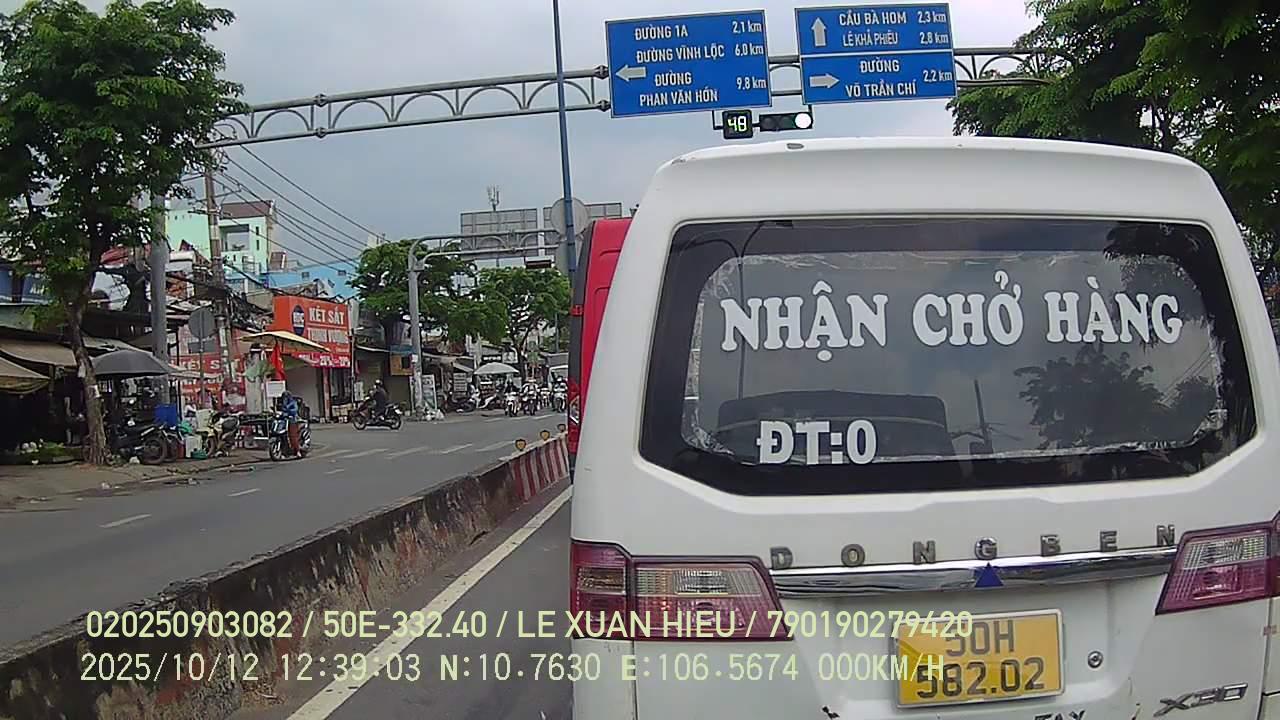 ĐƯỜNG 1A 2,1 km
ĐƯỜNG VĨNH LỘC 6,0 km
ĐƯỜNG
PHAN VĂN HỚN 9,8 km
CẦU BÀ HOM 2,3 km
LÊ KHẢ PHIÊU 2,8 km
ĐƯỜNG
VÕ TRẦN CHÍ 2,2 km
48
KÉT SẮT
NHẬN CHỞ HÀNG
ĐT:0
DONGBEN
50H
582.02
X30
020250903082 / 50E-332.40 / LE XUAN HIEU / 790190279420
2025/10/12 12:39:03 N:10.7630 E:106.5674 000KM/H